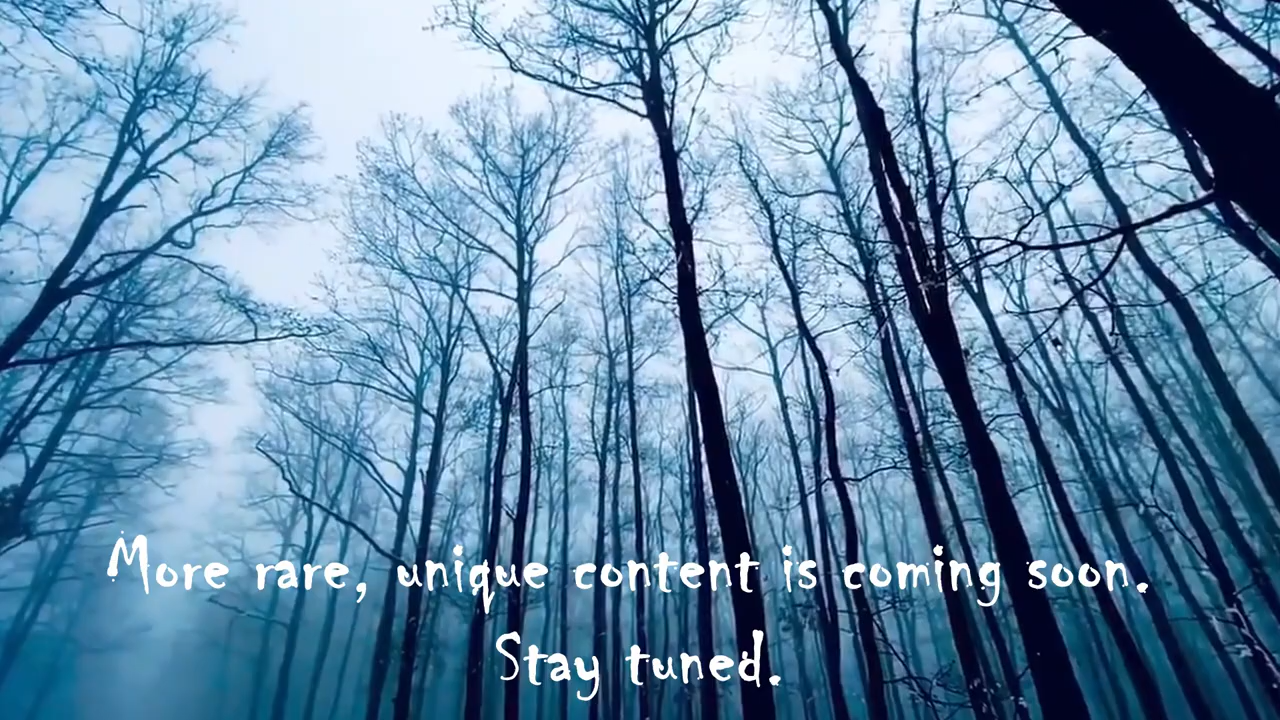 More rare, unique content is coming soon.
Stay tuned.